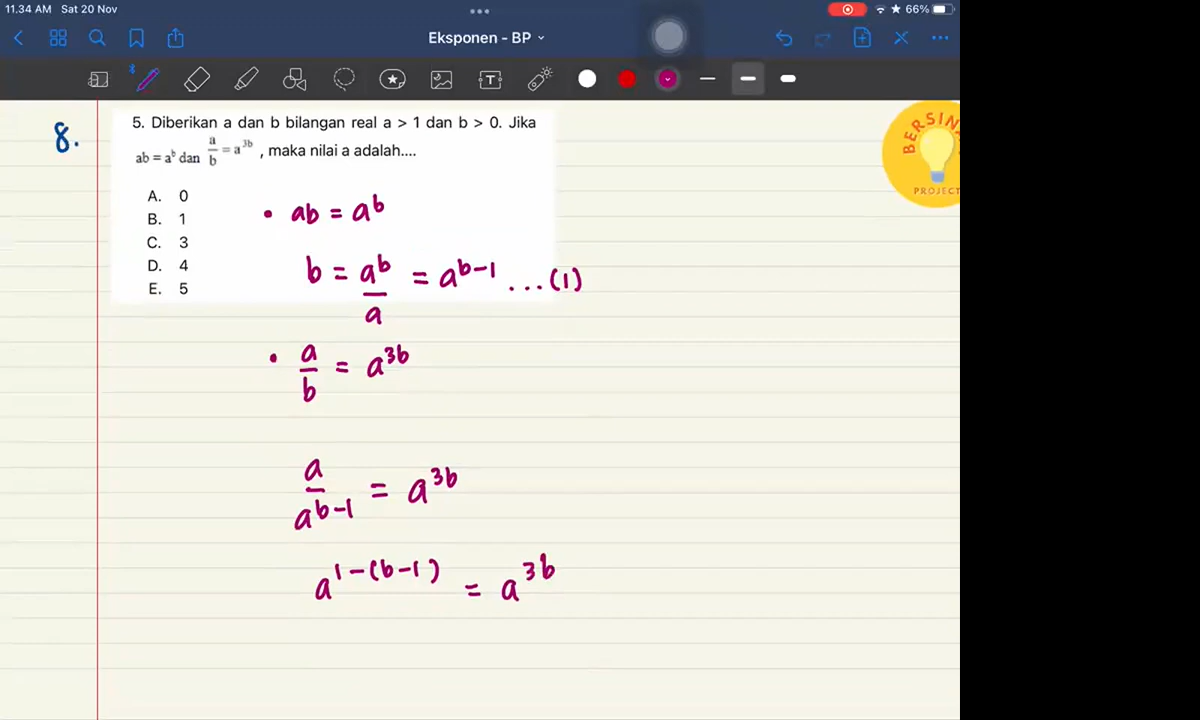 11.34 AM Sat 20 Nov
66%
Eksponen - BP
T
8.
5. Diberikan a dan b bilangan real a > 1 dan b > 0. Jika
ab = a^b dan a/b = a^{3b} , maka nilai a adalah....
A. 0
B. 1
C. 3
D. 4
E. 5
• ab = a^b
b = a^b/a = a^{b-1} ...(1)
• a/b = a^{3b}
a/a^{b-1} = a^{3b}
a^{1-(b-1)} = a^{3b}
BERSINA
PROJECT